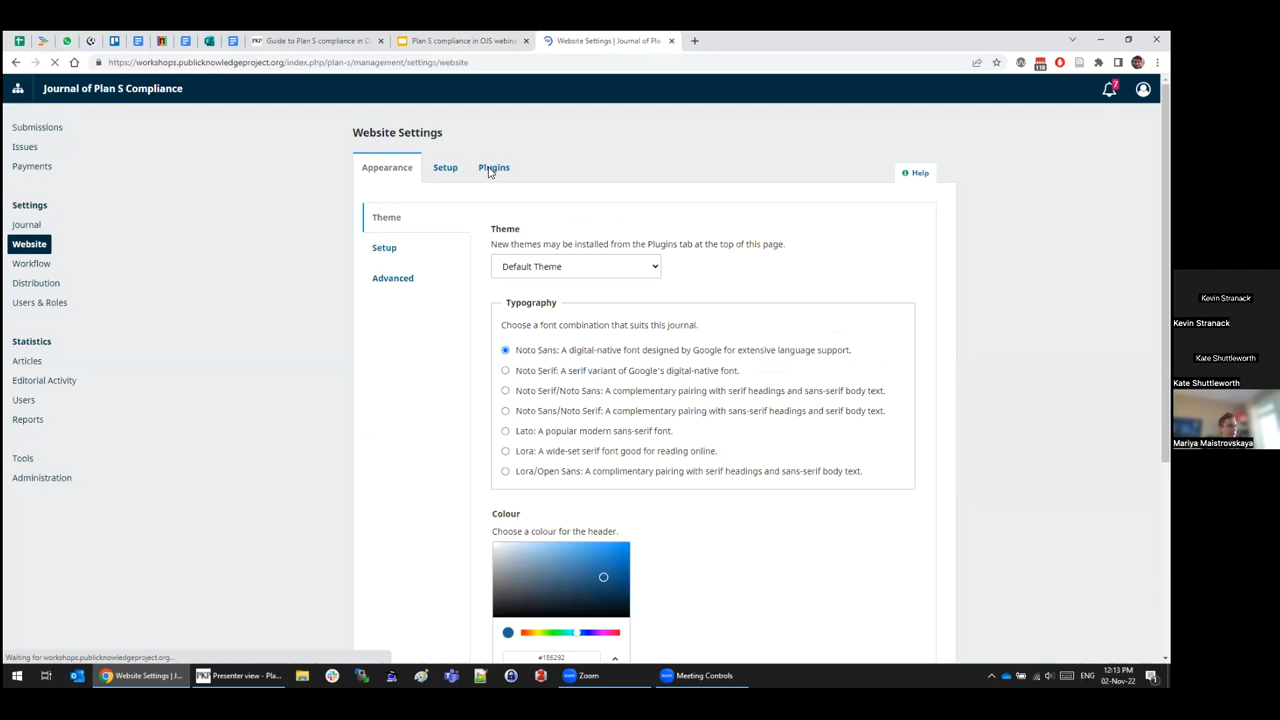 Guide to Plan S compliance in O
Plan S compliance in OJS webina
Website Settings | Journal of Pla
https://workshops.publicknowledgeproject.org/index.php/plan-s/management/settings/website
Journal of Plan S Compliance
7
Submissions
Issues
Payments
Settings
Journal
Website
Workflow
Distribution
Users & Roles
Statistics
Articles
Editorial Activity
Users
Reports
Tools
Administration
Website Settings
Appearance
Setup
Plugins
Help
Theme
Setup
Advanced
Theme
New themes may be installed from the Plugins tab at the top of this page.
Default Theme
Typography
Choose a font combination that suits this journal.
Noto Sans: A digital-native font designed by Google for extensive language support.
Noto Serif: A serif variant of Google's digital-native font.
Noto Serif/Noto Sans: A complementary pairing with serif headings and sans-serif body text.
Noto Sans/Noto Serif: A complementary pairing with sans-serif headings and serif body text.
Lato: A popular modern sans-serif font.
Lora: A wide-set serif font good for reading online.
Lora/Open Sans: A complimentary pairing with serif headings and sans-serif body text.
Colour
Choose a colour for the header.
#1E6292
Kevin Stranack
Kevin Stranack
Kate Shuttleworth
Kate Shuttleworth
Mariya Maistrovskaya
Waiting for workshops.publicknowledgeproject.org...
Website Settings | J...
PKP
Presenter view - Pla...
Zoom
Meeting Controls
ENG
12:13 PM
02-Nov-22